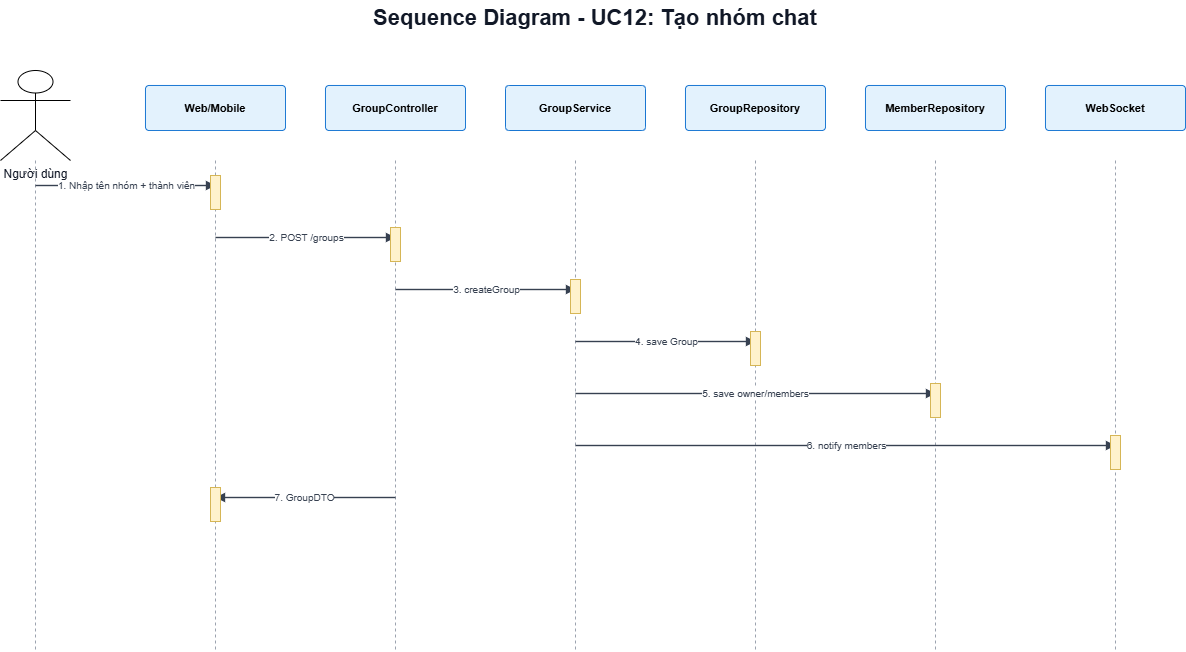 Sequence Diagram - UC12: Tạo nhóm chat
Web/Mobile
GroupController
GroupService
GroupRepository
MemberRepository
WebSocket
Người dùng
1. Nhập tên nhóm + thành viên
2. POST /groups
3. createGroup
4. save Group
5. save owner/members
6. notify members
7. GroupDTO